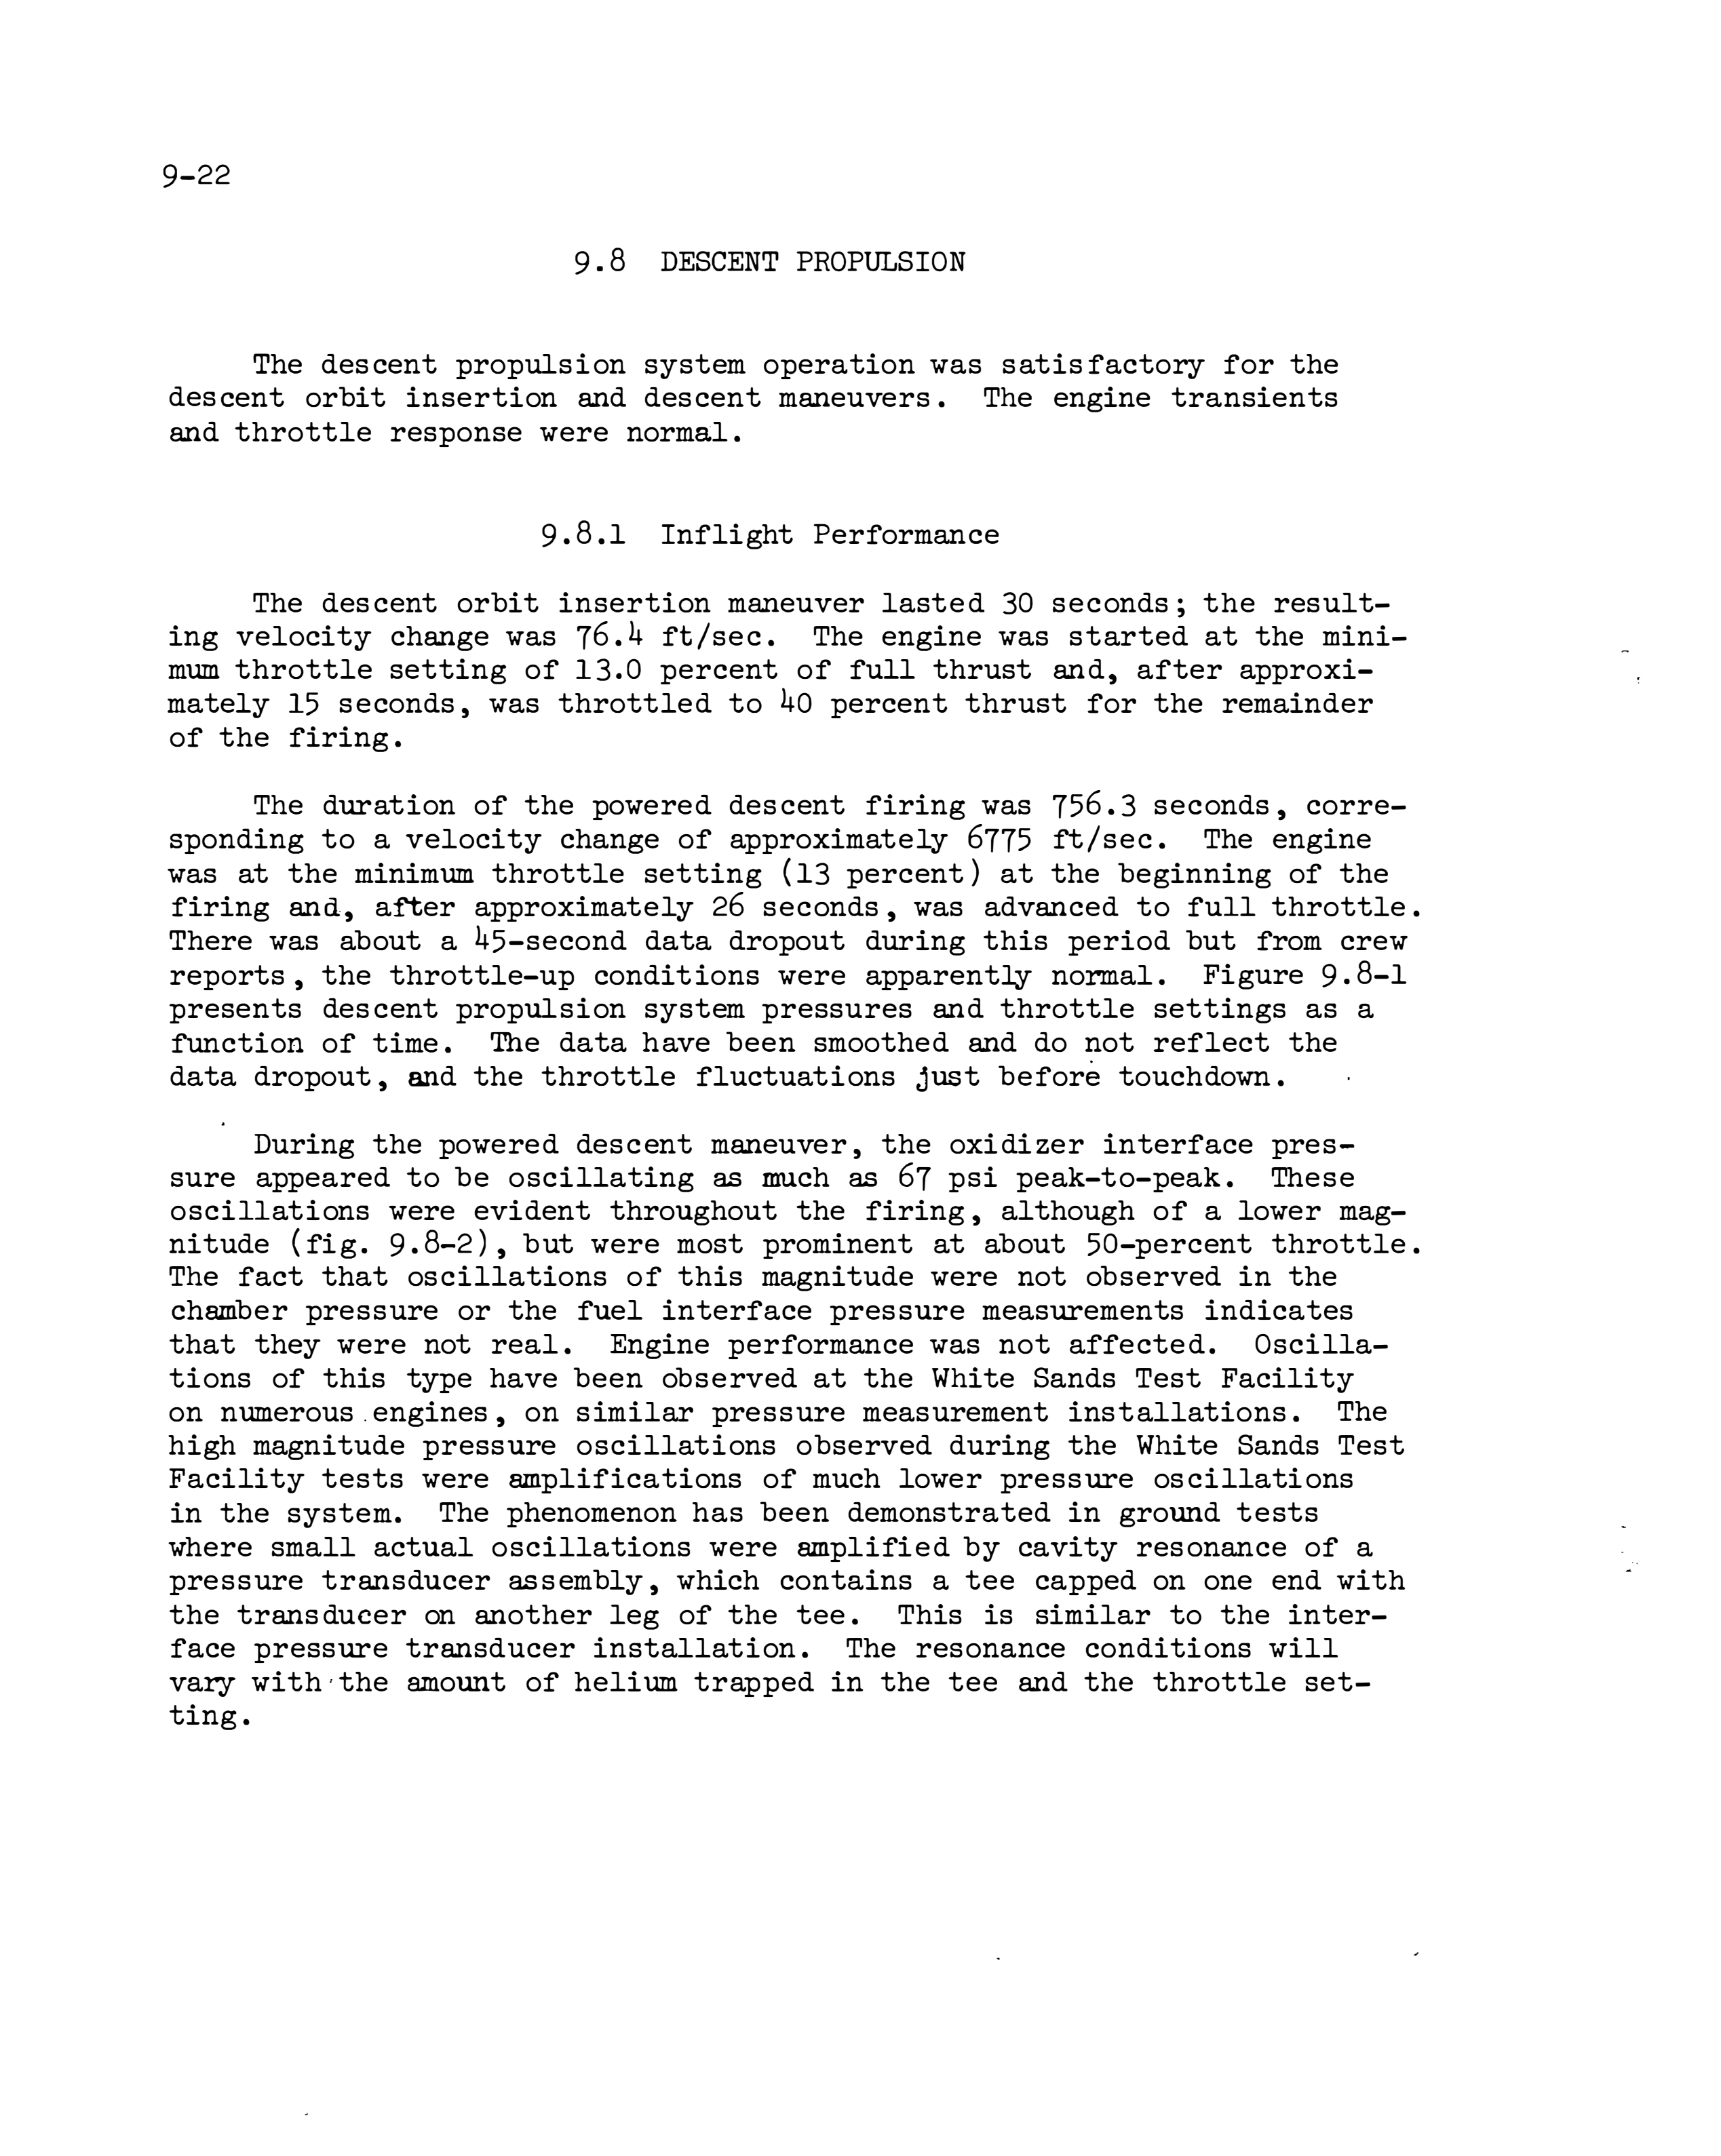 9-22
9.8 DESCENT PROPULSION
The descent propulsion system operation was satisfactory for the
descent orbit insertion and descent maneuvers. The engine transients
and throttle response were normal.
9.8.1 Inflight Performance
The descent orbit insertion maneuver lasted 30 seconds; the result-
ing velocity change was 76.4 ft/sec. The engine was started at the mini-
mum throttle setting of 13.0 percent of full thrust and, after approxi-
mately 15 seconds, was throttled to 40 percent thrust for the remainder
of the firing.
The duration of the powered descent firing was 756.3 seconds, corre-
sponding to a velocity change of approximately 6775 ft/sec. The engine
was at the minimum throttle setting (13 percent) at the beginning of the
firing and, after approximately 26 seconds, was advanced to full throttle.
There was about a 45-second data dropout during this period but from crew
reports, the throttle-up conditions were apparently normal. Figure 9.8-1
presents descent propulsion system pressures and throttle settings as a
function of time. The data have been smoothed and do not reflect the
data dropout, and the throttle fluctuations just before touchdown.
During the powered descent maneuver, the oxidizer interface pres-
sure appeared to be oscillating as much as 67 psi peak-to-peak. These
oscillations were evident throughout the firing, although of a lower mag-
nitude (fig. 9.8-2), but were most prominent at about 50-percent throttle.
The fact that oscillations of this magnitude were not observed in the
chamber pressure or the fuel interface pressure measurements indicates
that they were not real. Engine performance was not affected. Oscilla-
tions of this type have been observed at the White Sands Test Facility
on numerous engines, on similar pressure measurement installations. The
high magnitude pressure oscillations observed during the White Sands Test
Facility tests were amplifications of much lower pressure oscillations
in the system. The phenomenon has been demonstrated in ground tests
where small actual oscillations were amplified by cavity resonance of a
pressure transducer assembly, which contains a tee capped on one end with
the transducer on another leg of the tee. This is similar to the inter-
face pressure transducer installation. The resonance conditions will
vary with the amount of helium trapped in the tee and the throttle set-
ting.